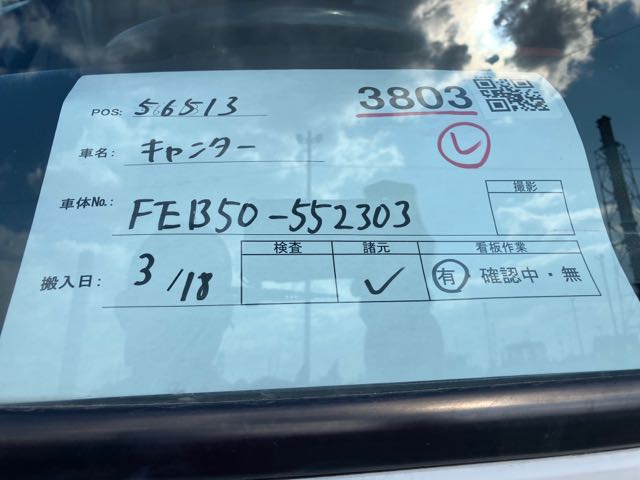 POS: 56513
3803
レ
車名: キャンター
車体No.: FEB50-552303
撮影
搬入日: 3/18
検査 諸元 看板作業
✓ 有 確認中・無